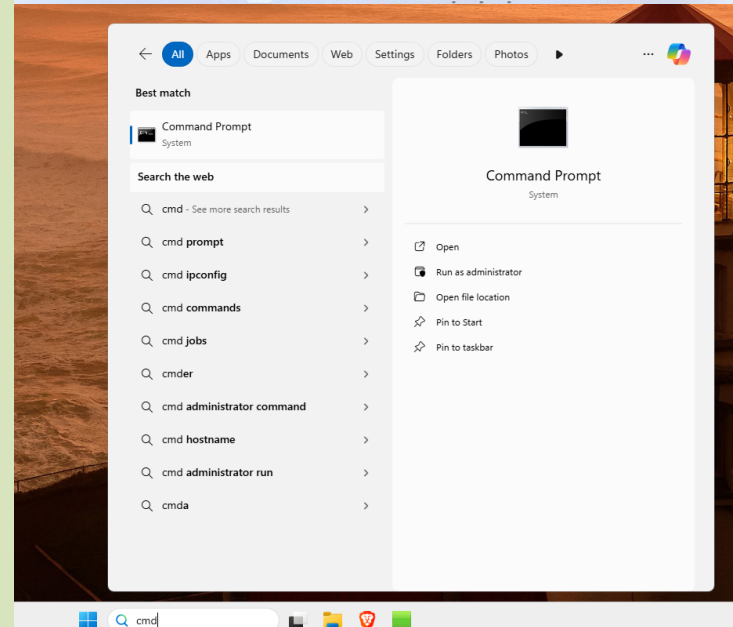 All Apps Documents Web Settings Folders Photos
Best match
Command Prompt
System
Search the web
cmd - See more search results
cmd prompt
cmd ipconfig
cmd commands
cmd jobs
cmder
cmd administrator command
cmd hostname
cmd administrator run
cmda
Command Prompt
System
Open
Run as administrator
Open file location
Pin to Start
Pin to taskbar
cmd